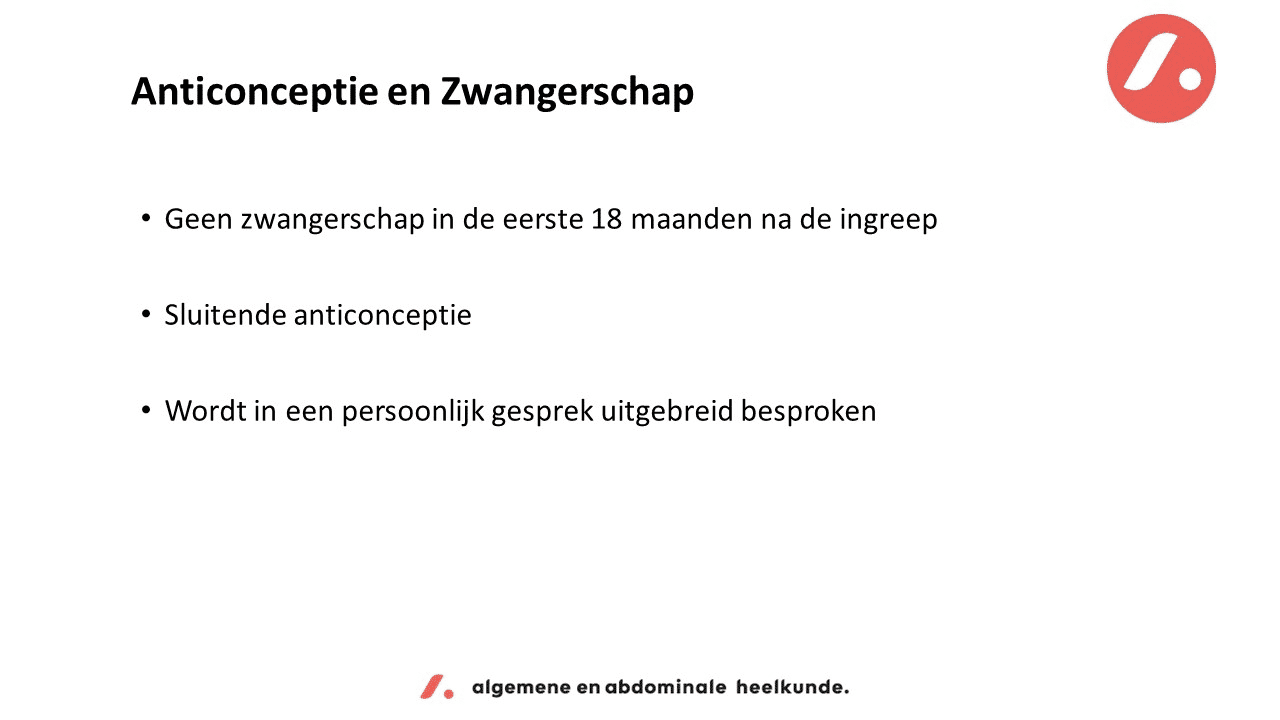 Anticonceptie en Zwangerschap
• Geen zwangerschap in de eerste 18 maanden na de ingreep
• Sluitende anticonceptie
• Wordt in een persoonlijk gesprek uitgebreid besproken
algemene en abdominale heelkunde.